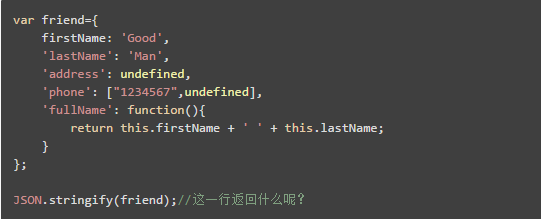 var friend={
    firstName: 'Good',
    'lastName': 'Man',
    'address': undefined,
    'phone': ["1234567",undefined],
    'fullName': function(){
        return this.firstName + ' ' + this.lastName;
    }
};

JSON.stringify(friend);//这一行返回什么呢？